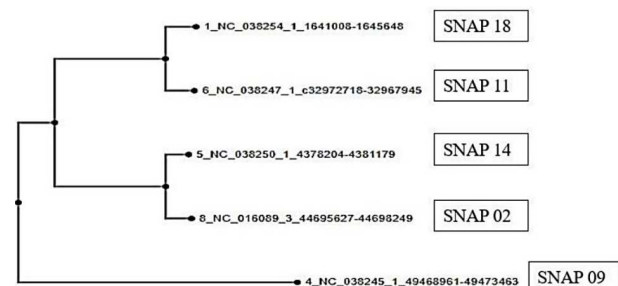 1_NC_038254_1_1641008-1645648 SNAP 18
6_NC_038247_1_c32972718-32967945 SNAP 11
5_NC_038250_1_4378204-4381179 SNAP 14
8_NC_016089_3_44695627-44698249 SNAP 02
4_NC_038245_1_49468961-49473463 SNAP 09